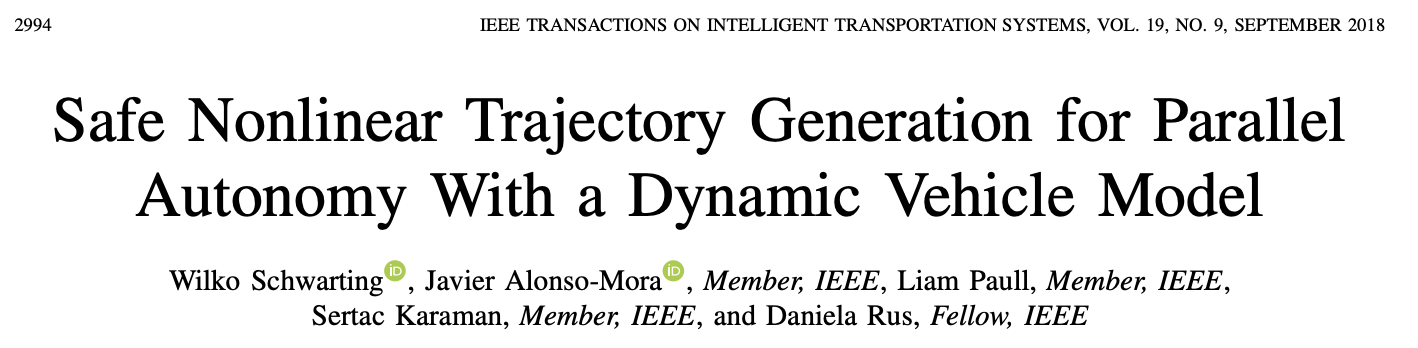 2994 IEEE TRANSACTIONS ON INTELLIGENT TRANSPORTATION SYSTEMS, VOL. 19, NO. 9, SEPTEMBER 2018
Safe Nonlinear Trajectory Generation for Parallel
Autonomy With a Dynamic Vehicle Model
Wilko Schwarting iD, Javier Alonso-Mora iD, Member, IEEE, Liam Paull, Member, IEEE,
Sertac Karaman, Member, IEEE, and Daniela Rus, Fellow, IEEE